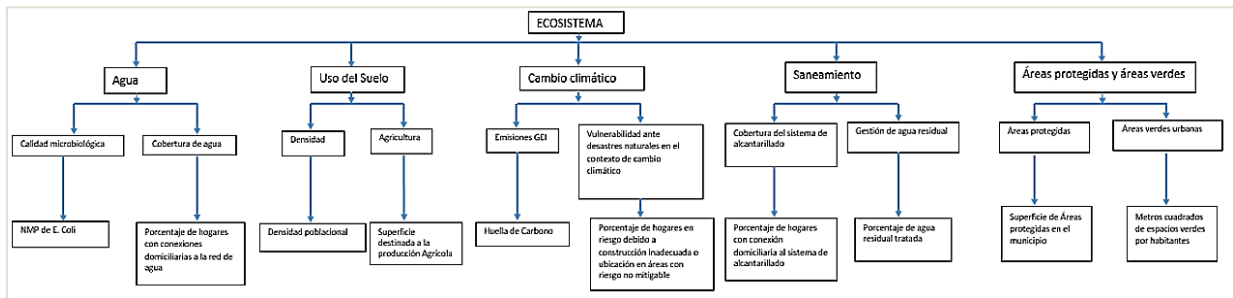 ECOSISTEMA
Agua
Uso del Suelo
Cambio climático
Saneamiento
Áreas protegidas y áreas verdes
Calidad microbiológica
Cobertura de agua
Densidad
Agricultura
Emisiones GEI
Vulnerabilidad ante
desastres naturales en el
contexto de cambio
climático
Cobertura del sistema de
alcantarillado
Gestión de agua residual
Áreas protegidas
Áreas verdes urbanas
NMP de E. Coli
Porcentaje de hogares
con conexiones
domiciliarias a la red de
agua
Densidad poblacional
Superficie
destinada a la
producción Agrícola
Huella de Carbono
Porcentaje de hogares en
riesgo debido a
construcción inadecuada o
ubicación en áreas con
riesgo no mitigable
Porcentaje de hogares
con conexión
domiciliaria al sistema de
alcantarillado
Porcentaje de agua
residual tratada
Superficie de Áreas
protegidas en el
municipio
Metros cuadrados
de espacios verdes
por habitantes